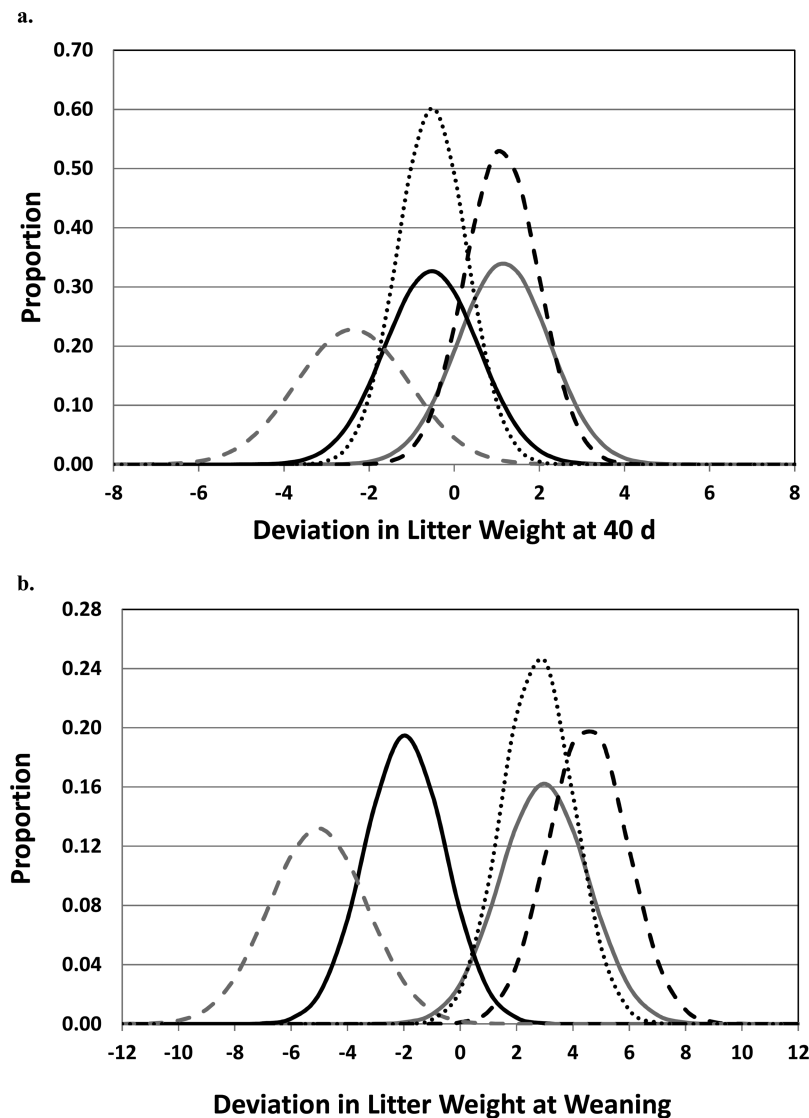 a.
0.70
0.60
0.50
0.40
0.30
0.20
0.10
0.00
Proportion
-8 -6 -4 -2 0 2 4 6 8
Deviation in Litter Weight at 40 d
b.
0.28
0.24
0.20
0.16
0.12
0.08
0.04
0.00
Proportion
-12 -10 -8 -6 -4 -2 0 2 4 6 8 10 12
Deviation in Litter Weight at Weaning